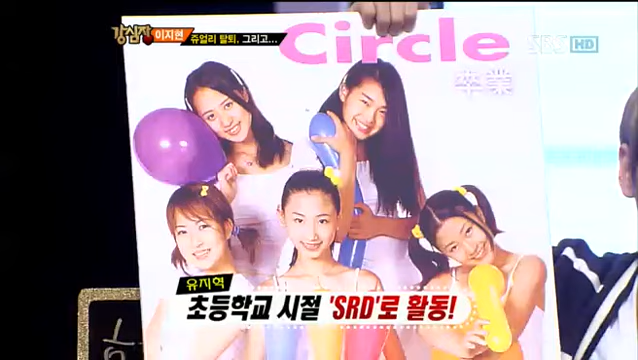 강심장 이지현 쥬얼리 탈퇴, 그리고...
SBS HD
Circle
卒業
유지혁
초등학교 시절 'SRD'로 활동!